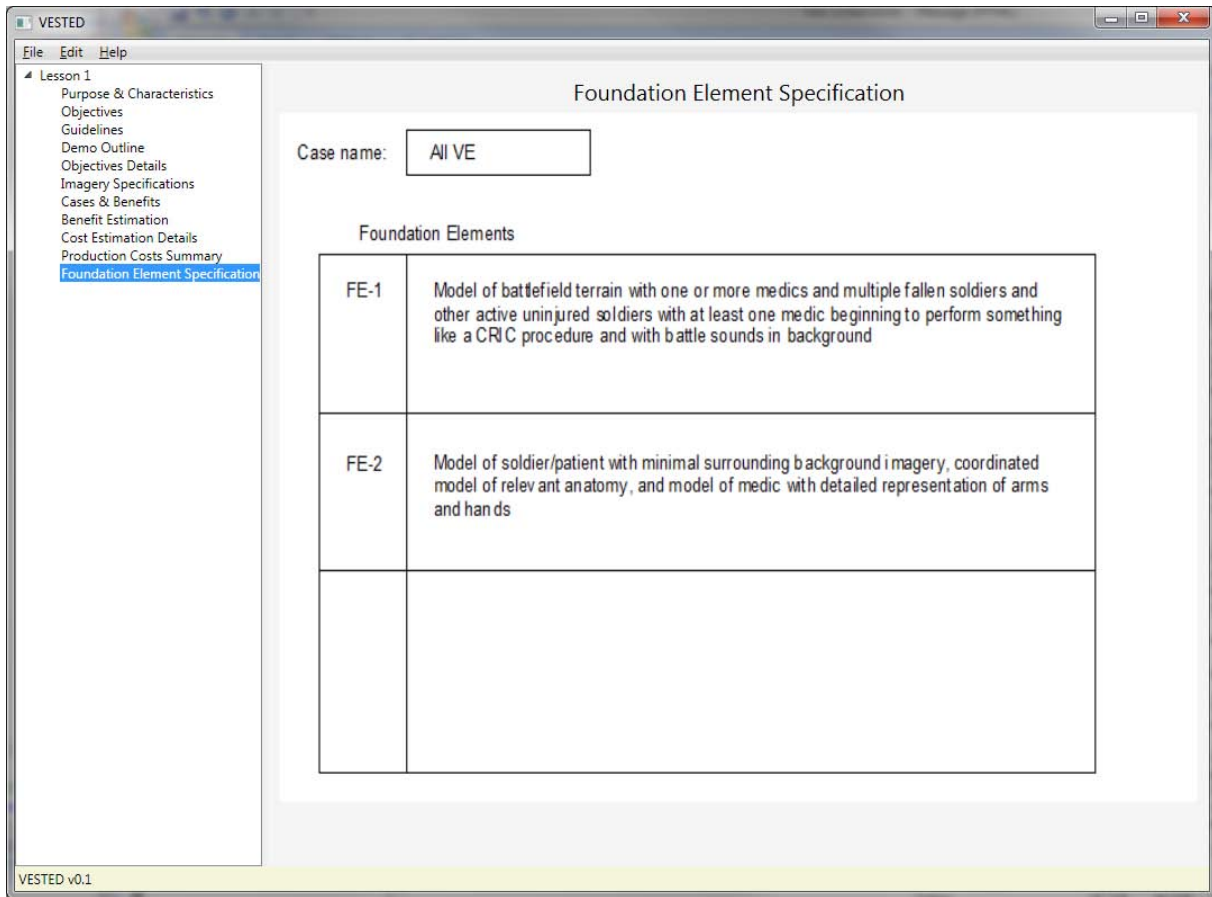 VESTED
File Edit Help
Lesson 1
Purpose & Characteristics
Objectives
Guidelines
Demo Outline
Objectives Details
Imagery Specifications
Cases & Benefits
Benefit Estimation
Cost Estimation Details
Production Costs Summary
Foundation Element Specification
Foundation Element Specification
Case name: All VE
Foundation Elements
FE-1 Model of battlefield terrain with one or more medics and multiple fallen soldiers and
other active uninjured soldiers with at least one medic beginning to perform something
like a CRIC procedure and with battle sounds in background
FE-2 Model of soldier/patient with minimal surrounding background imagery, coordinated
model of relevant anatomy, and model of medic with detailed representation of arms
and hands
VESTED v0.1